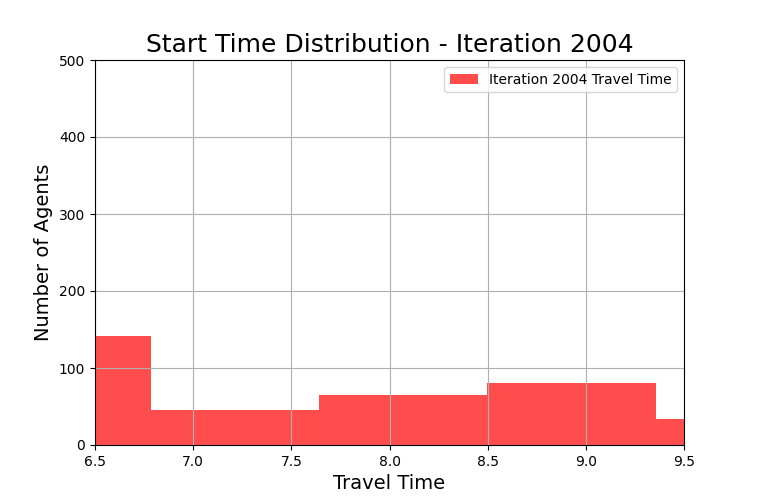 Start Time Distribution - Iteration 2004
Iteration 2004 Travel Time
Number of Agents
500
400
300
200
100
0
6.5 7.0 7.5 8.0 8.5 9.0 9.5
Travel Time